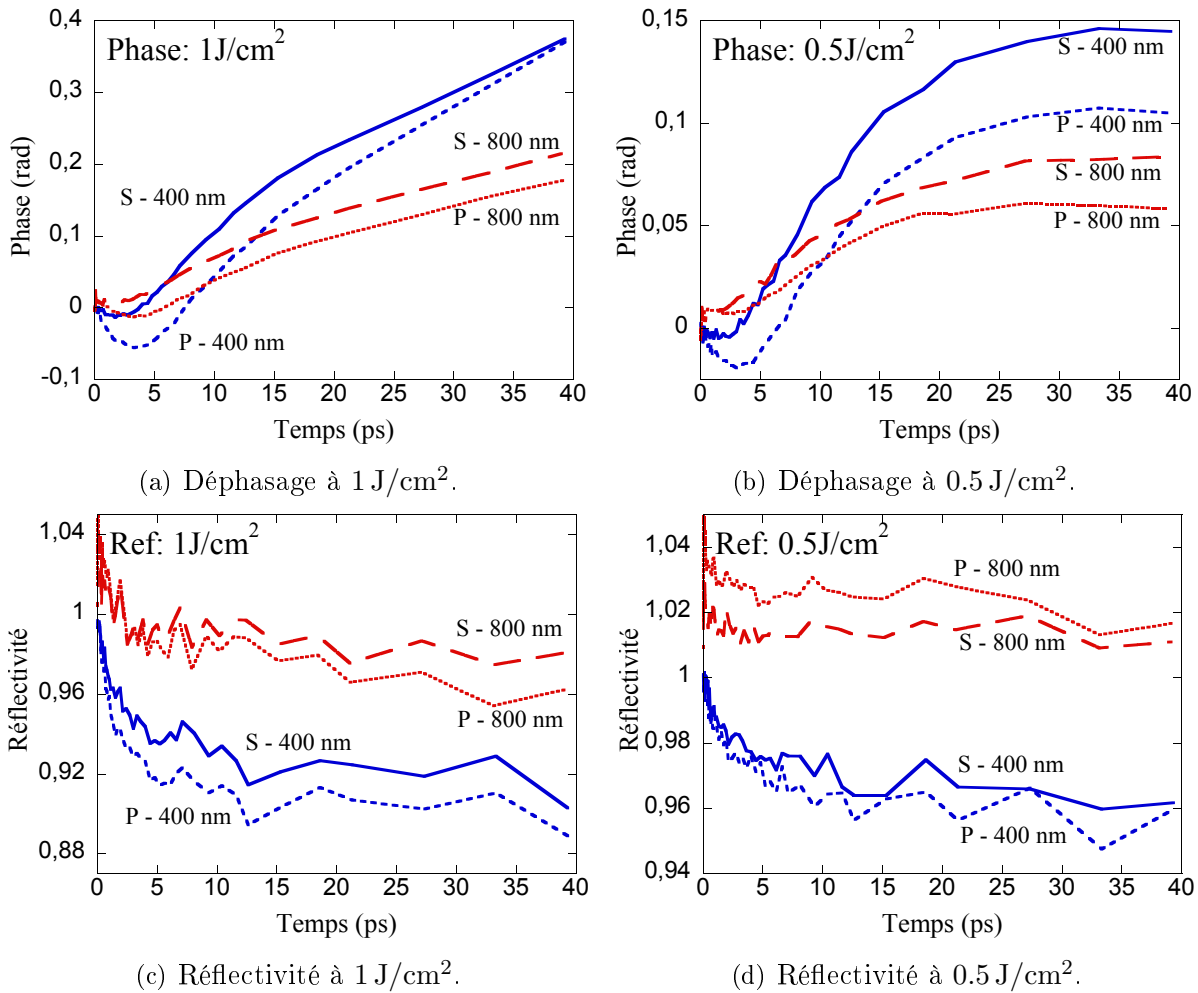 Phase: 1J/cm²
0,4
0,3
0,2
0,1
0
-0,1
Phase (rad)
S - 400 nm
S - 800 nm
P - 800 nm
P - 400 nm
0 5 10 15 20 25 30 35 40
Temps (ps)
(a) Déphasage à 1 J/cm².
Phase: 0.5J/cm²
0,15
0,1
0,05
0
Phase (rad)
S - 400 nm
P - 400 nm
S - 800 nm
P - 800 nm
0 5 10 15 20 25 30 35 40
Temps (ps)
(b) Déphasage à 0.5 J/cm².
Ref: 1J/cm²
1,04
1
0,96
0,92
0,88
Réflectivité
S - 800 nm
P - 800 nm
S - 400 nm
P - 400 nm
0 5 10 15 20 25 30 35 40
Temps (ps)
(c) Réflectivité à 1 J/cm².
Ref: 0.5J/cm²
1,04
1,02
1
0,98
0,96
0,94
Réflectivité
P - 800 nm
S - 800 nm
S - 400 nm
P - 400 nm
0 5 10 15 20 25 30 35 40
Temps (ps)
(d) Réflectivité à 0.5 J/cm².